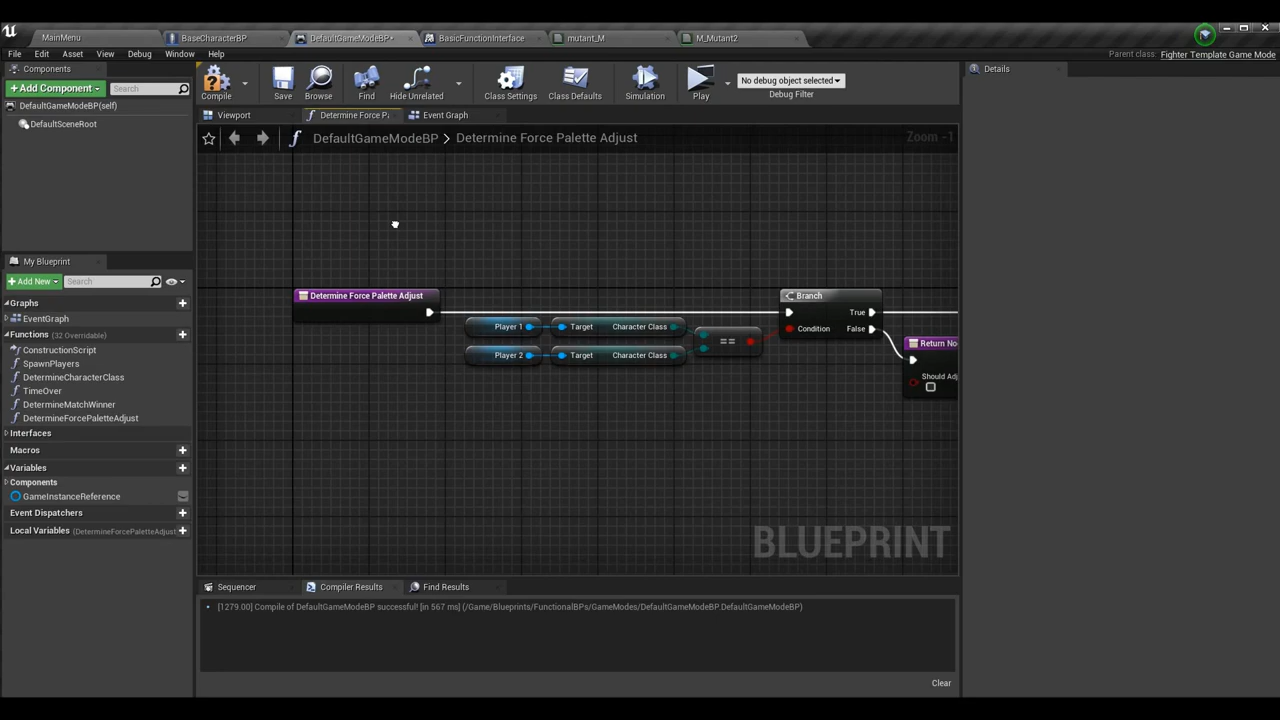 MainMenu
BaseCharacterBP
DefaultGameModeBP*
BasicFunctionInterface
mutant_M
M_Mutant2
File Edit Asset View Debug Window Help
Parent class: Fighter Template Game Mode
Components
+ Add Component
Search
DefaultGameModeBP(self)
DefaultSceneRoot
Compile
Save
Browse
Find
Hide Unrelated
Class Settings
Class Defaults
Simulation
Play
No debug object selected
Debug Filter
Details
Viewport
Determine Force P
Event Graph
DefaultGameModeBP > Determine Force Palette Adjust
Zoom -1
Determine Force Palette Adjust
Player 1
Target Character Class
Player 2
Target Character Class
==
Branch
True
Condition False
Return No
Should Adj
BLUEPRINT
My Blueprint
+ Add New
Search
Graphs
EventGraph
Functions (32 Overridable)
ConstructionScript
SpawnPlayers
DetermineCharacterClass
TimeOver
DetermineMatchWinner
DetermineForcePaletteAdjust
Interfaces
Macros
Variables
Components
GameInstanceReference
Event Dispatchers
Local Variables (DetermineForcePaletteAdjust
Sequencer
Compiler Results
Find Results
[1279.00] Compile of DefaultGameModeBP successful! [in 567 ms] (/Game/Blueprints/FunctionalBPs/GameModes/DefaultGameModeBP.DefaultGameModeBP)
Clear